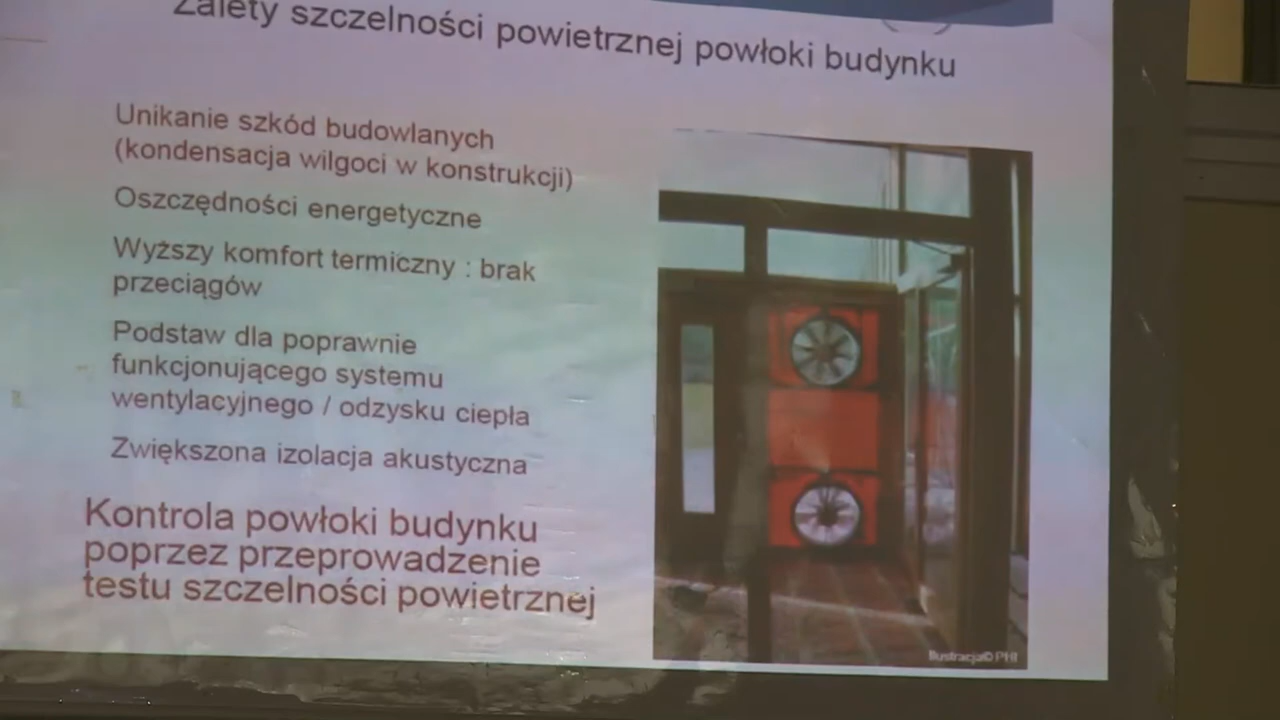 Zalety szczelności powietrznej powłoki budynku
Unikanie szkód budowlanych
(kondensacja wilgoci w konstrukcji)
Oszczędności energetyczne
Wyższy komfort termiczny : brak
przeciągów
Podstaw dla poprawnie
funkcjonującego systemu
wentylacyjnego / odzysku ciepła
Zwiększona izolacja akustyczna
Kontrola powłoki budynku
poprzez przeprowadzenie
testu szczelności powietrznej
Ilustracja© PHI